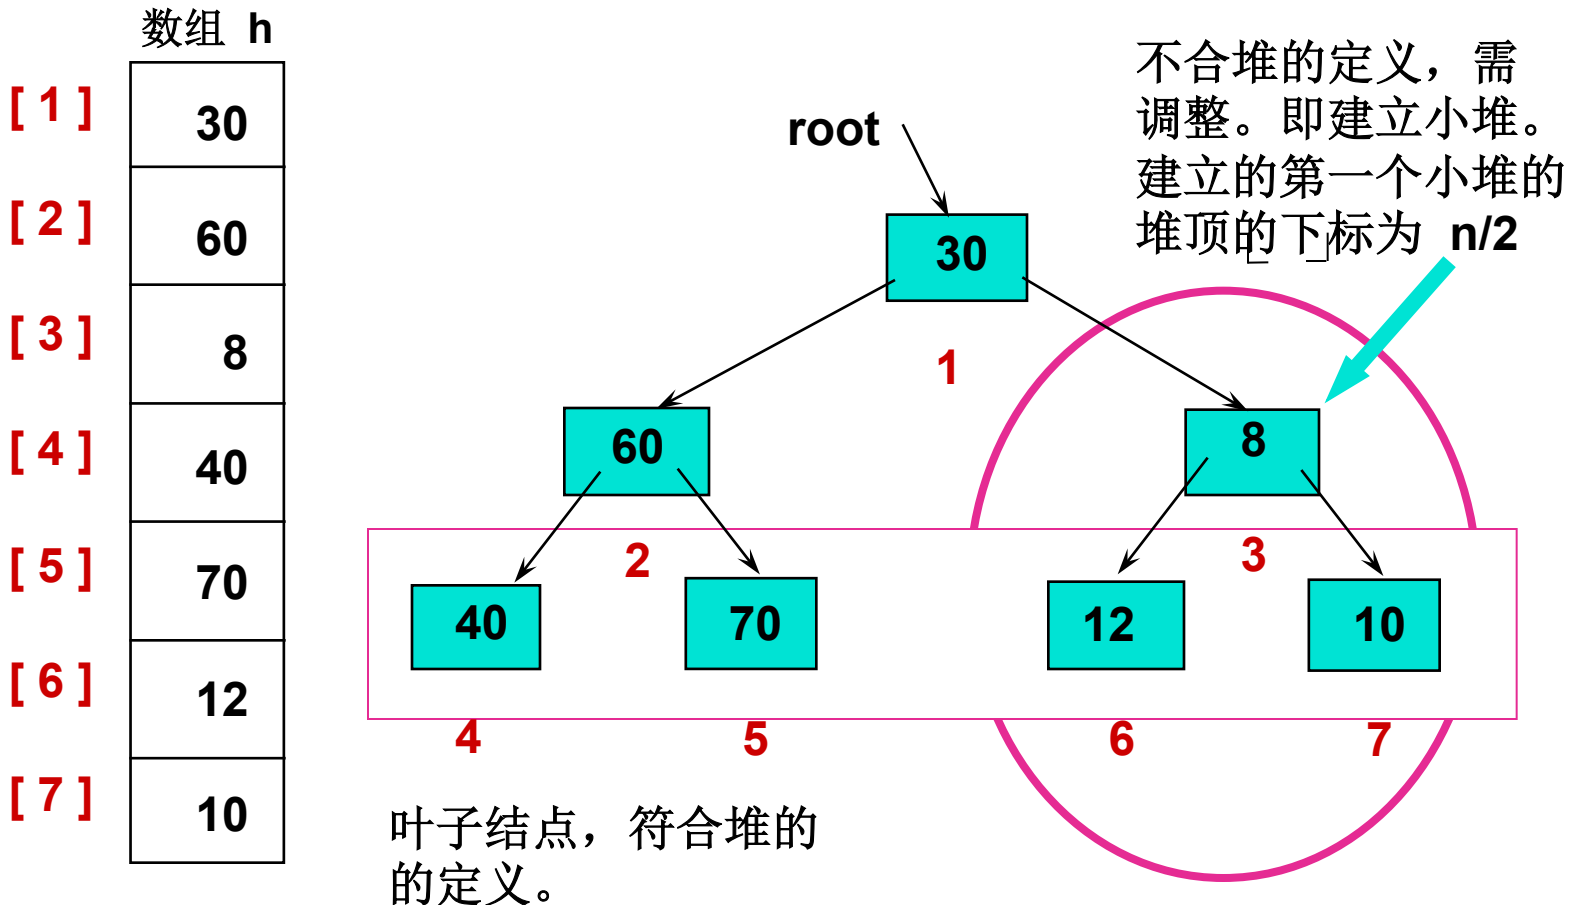 数组 h
[ 1 ] 30
[ 2 ] 60
[ 3 ] 8
[ 4 ] 40
[ 5 ] 70
[ 6 ] 12
[ 7 ] 10
不合堆的定义，需
调整。即建立小堆。
建立的第一个小堆的
堆顶的下标为 n/2
root
30
1
60
8
2
3
40
70
12
10
4
5
6
7
叶子结点，符合堆的
的定义。